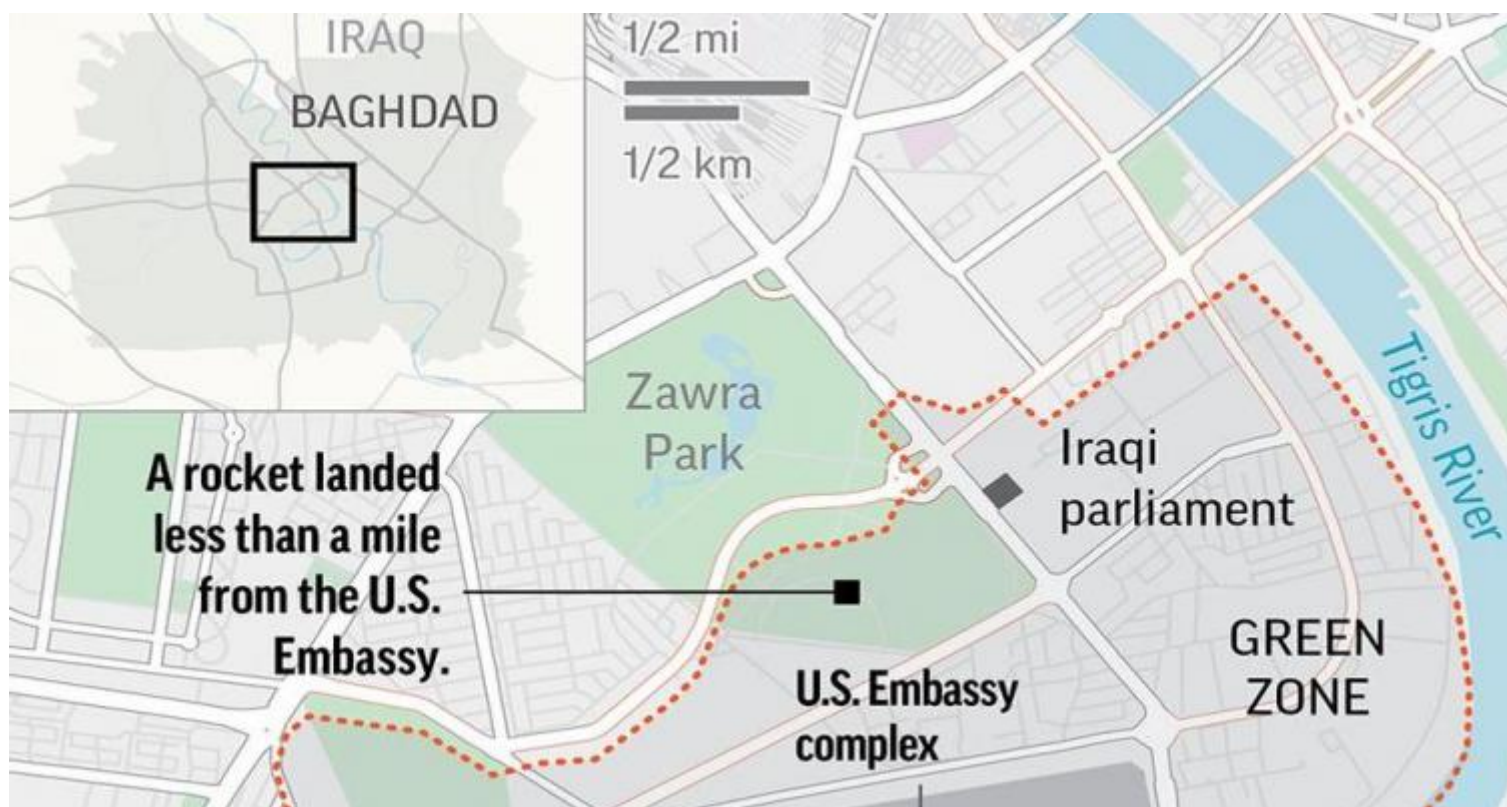 IRAQ
BAGHDAD
1/2 mi
1/2 km
Zawra
Park
A rocket landed
less than a mile
from the U.S.
Embassy.
Iraqi
parliament
Tigris River
U.S. Embassy
complex
GREEN
ZONE